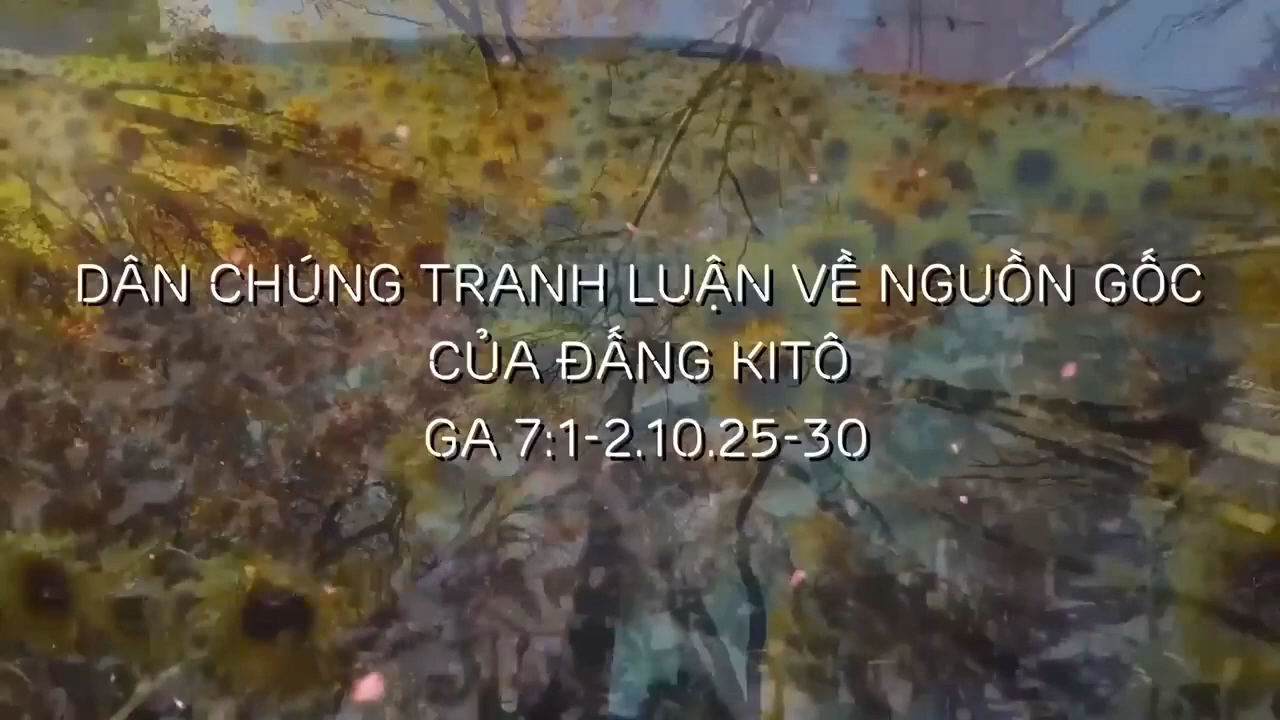 DÂN CHÚNG TRANH LUẬN VỀ NGUỒN GỐC
CỦA ĐẤNG KITÔ
GA 7:1-2.10.25-30